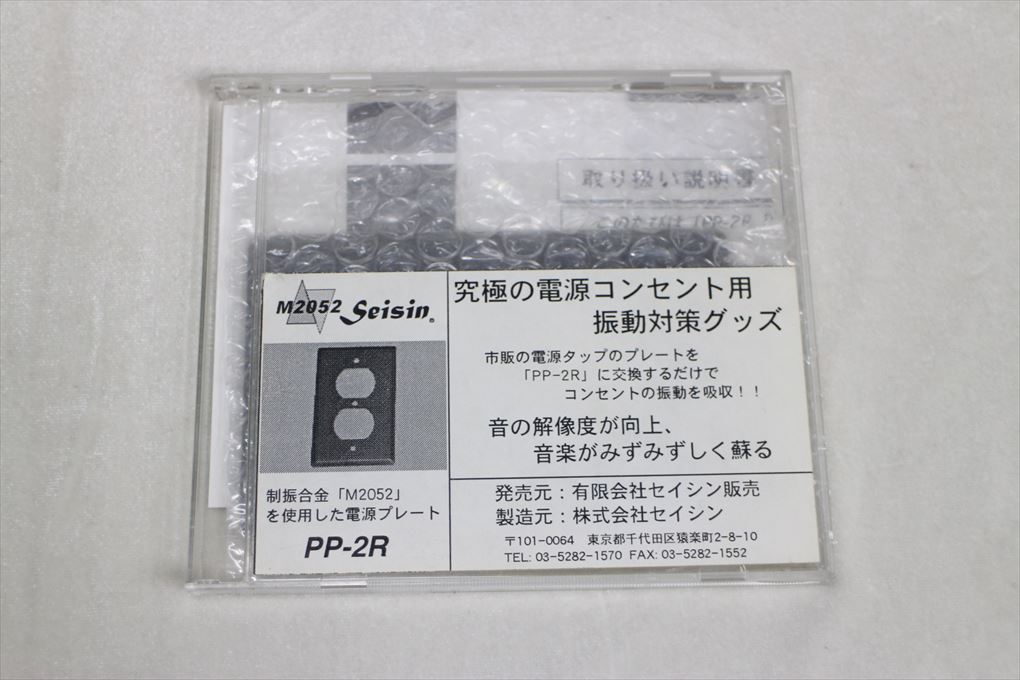 取り扱い説明書
このたびは「PP-2R
M2052 Seisin®
究極の電源コンセント用
振動対策グッズ
市販の電源タップのプレートを
「PP-2R」に交換するだけで
コンセントの振動を吸収!!
音の解像度が向上、
音楽がみずみずしく蘇る
制振合金「M2052」
を使用した電源プレート
PP-2R
発売元:有限会社セイシン販売
製造元:株式会社セイシン
〒101-0064 東京都千代田区猿楽町2-8-10
TEL: 03-5282-1570 FAX: 03-5282-1552